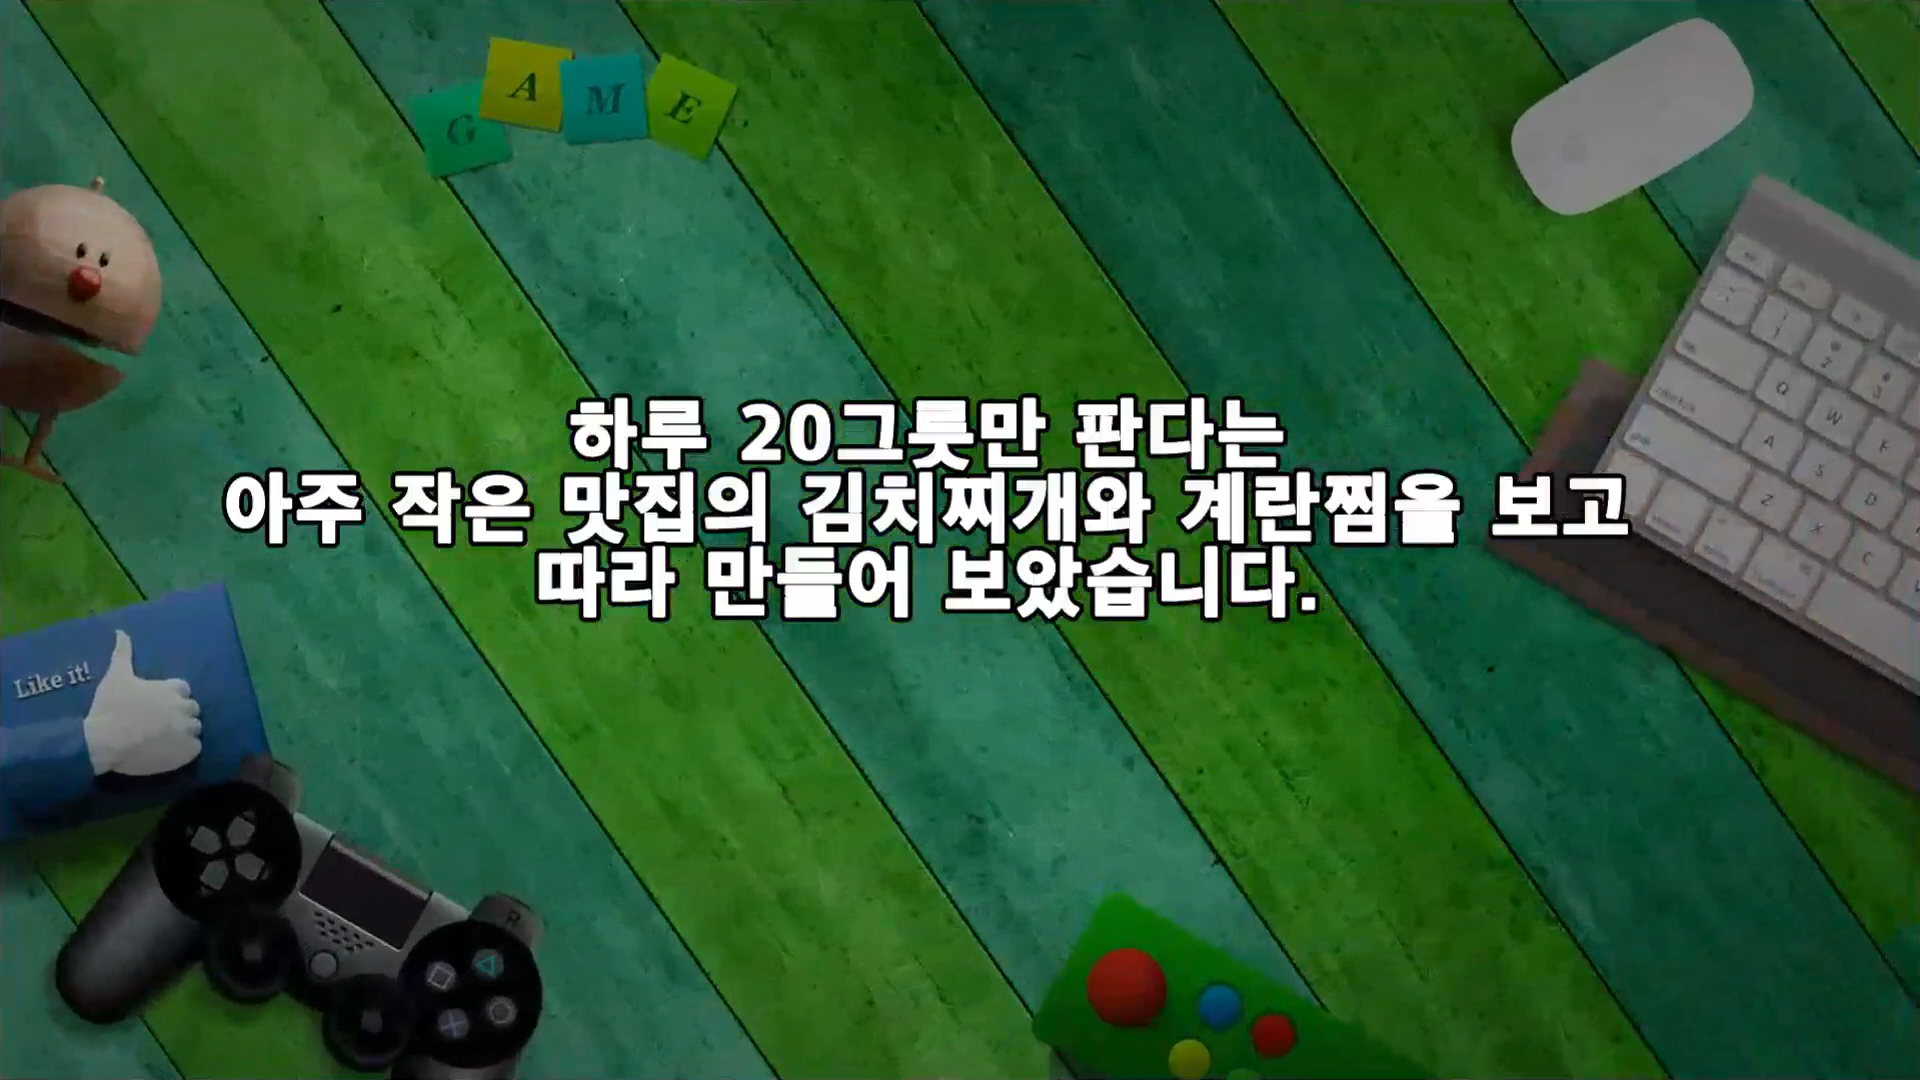 G A M E
하루 20그릇만 판다는
아주 작은 맛집의 김치찌개와 계란찜을 보고
따라 만들어 보았습니다.
Like it!
Q W
A S D
Z X C
R